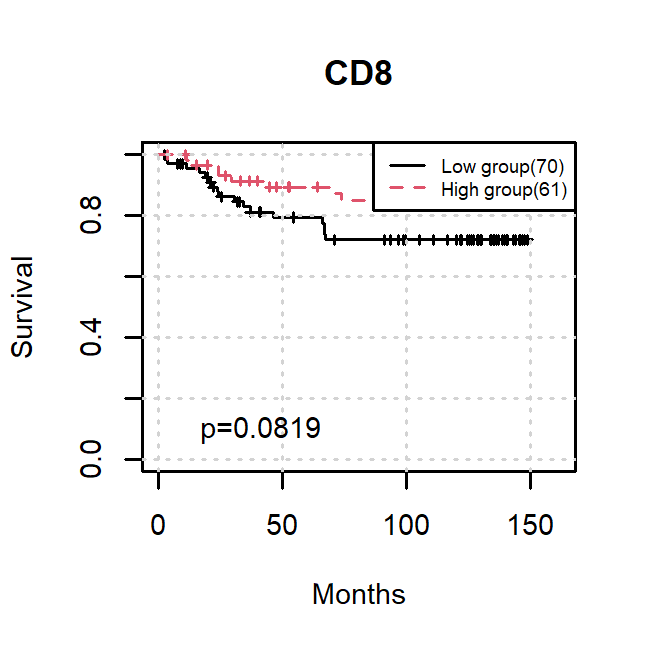 CD8
Low group(70)
High group(61)
Survival
0.8
0.4
0.0
p=0.0819
0 50 100 150
Months